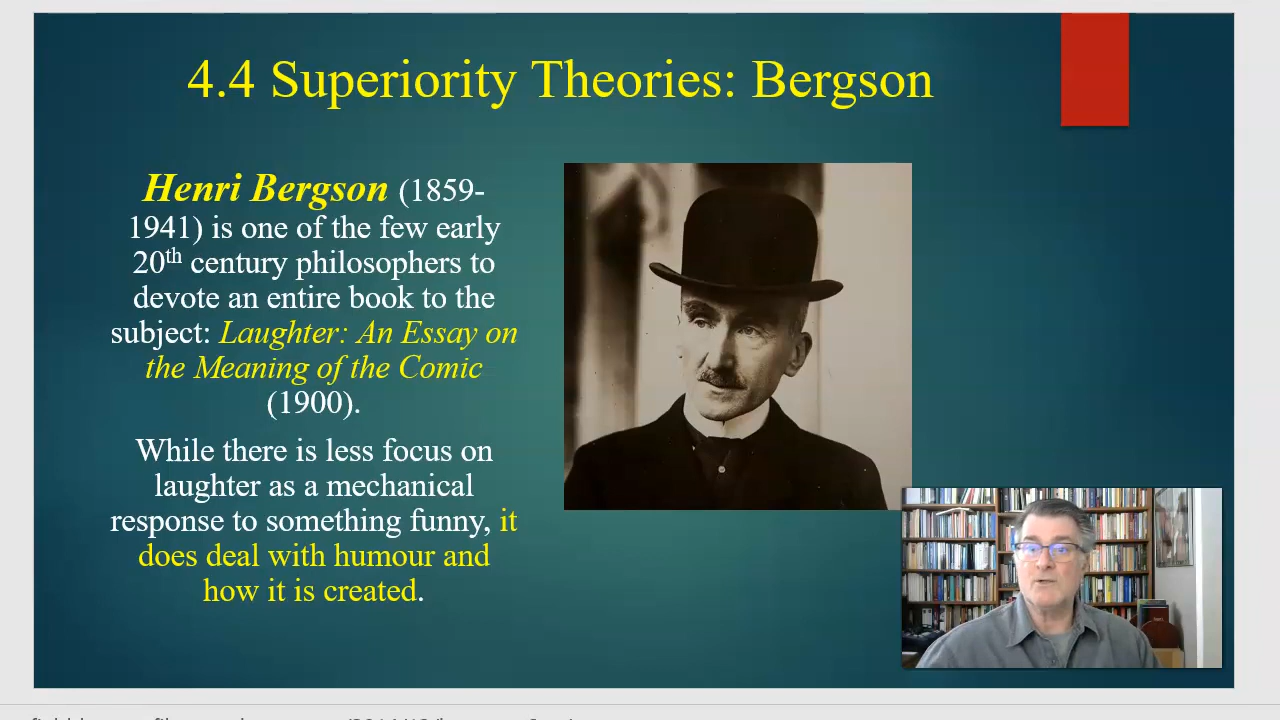 4.4 Superiority Theories: Bergson
Henri Bergson (1859-
1941) is one of the few early
20th century philosophers to
devote an entire book to the
subject: Laughter: An Essay on
the Meaning of the Comic
(1900).
While there is less focus on
laughter as a mechanical
response to something funny, it
does deal with humour and
how it is created.